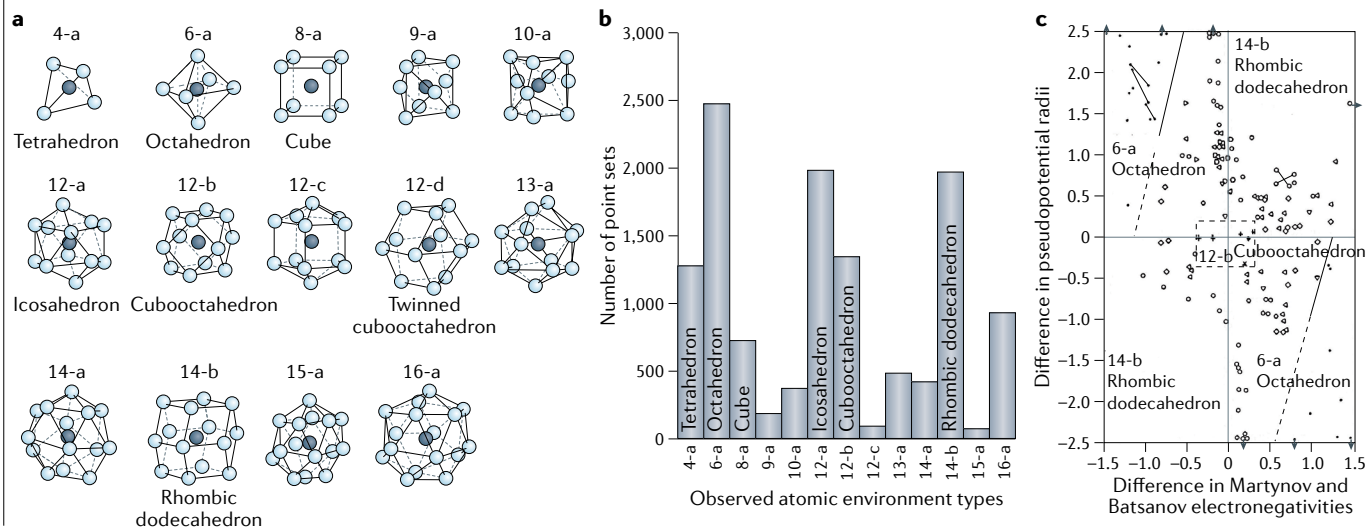 a
4-a
6-a
8-a
9-a
10-a
Tetrahedron
Octahedron
Cube
12-a
12-b
12-c
12-d
13-a
Icosahedron
Cubooctahedron
Twinned
cubooctahedron
14-a
14-b
15-a
16-a
Rhombic
dodecahedron
b
Number of point sets
3,000
2,500
2,000
1,500
1,000
500
0
Tetrahedron
Octahedron
Cube
Icosahedron
Cubooctahedron
Rhombic dodecahedron
4-a
6-a
8-a
9-a
10-a
12-a
12-b
12-c
13-a
14-a
14-b
15-a
16-a
Observed atomic environment types
c
Difference in pseudopotential radii
2.5
2.0
1.5
1.0
0.5
0
−0.5
−1.0
−1.5
−2.0
−2.5
14-b
Rhombic
dodecahedron
6-a
Octahedron
12-b
Cubooctahedron
14-b
Rhombic
dodecahedron
6-a
Octahedron
−1.5
−1.0
−0.5
0
0.5
1.0
1.5
Difference in Martynov and
Batsanov electronegativities